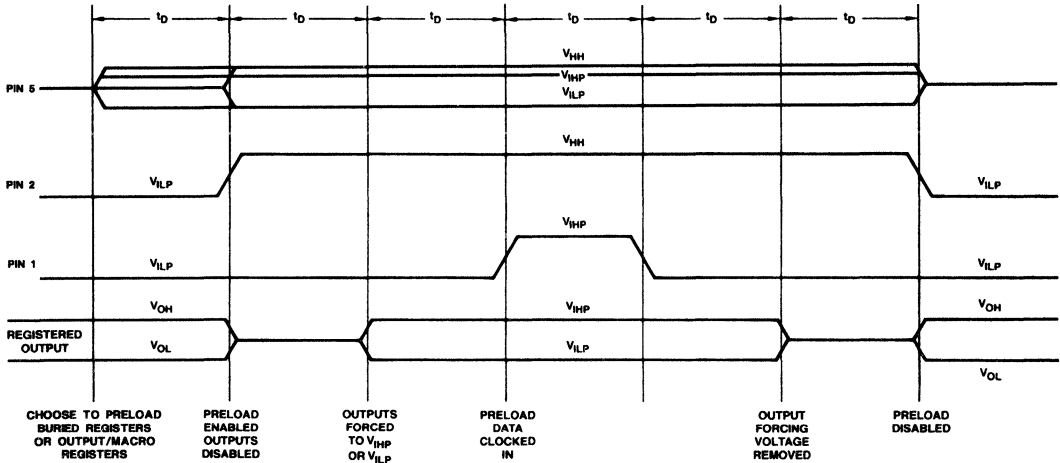 tD tD tD tD tD tD
VHH
VIHP
PIN 5
VILP
VHH
PIN 2
VILP
VILP
VIHP
PIN 1
VILP
VILP
VOH
VIHP
VOH
REGISTERED
OUTPUT
VOL
VILP
VOL
CHOOSE TO PRELOAD
BURIED REGISTERS
OR OUTPUT/MACRO
REGISTERS
PRELOAD
ENABLED
OUTPUTS
DISABLED
OUTPUTS
FORCED
TO VIHP
OR VILP
PRELOAD
DATA
CLOCKED
IN
OUTPUT
FORCING
VOLTAGE
REMOVED
PRELOAD
DISABLED